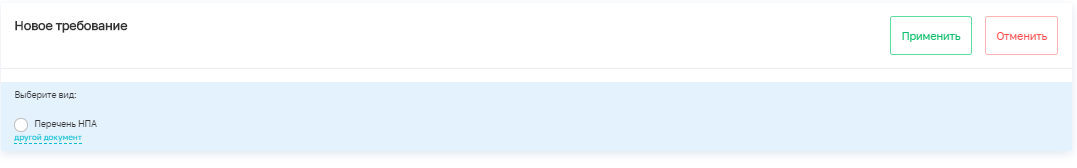 Новое требование
Применить
Отменить
Выберите вид:
Перечень НПА
другой документ